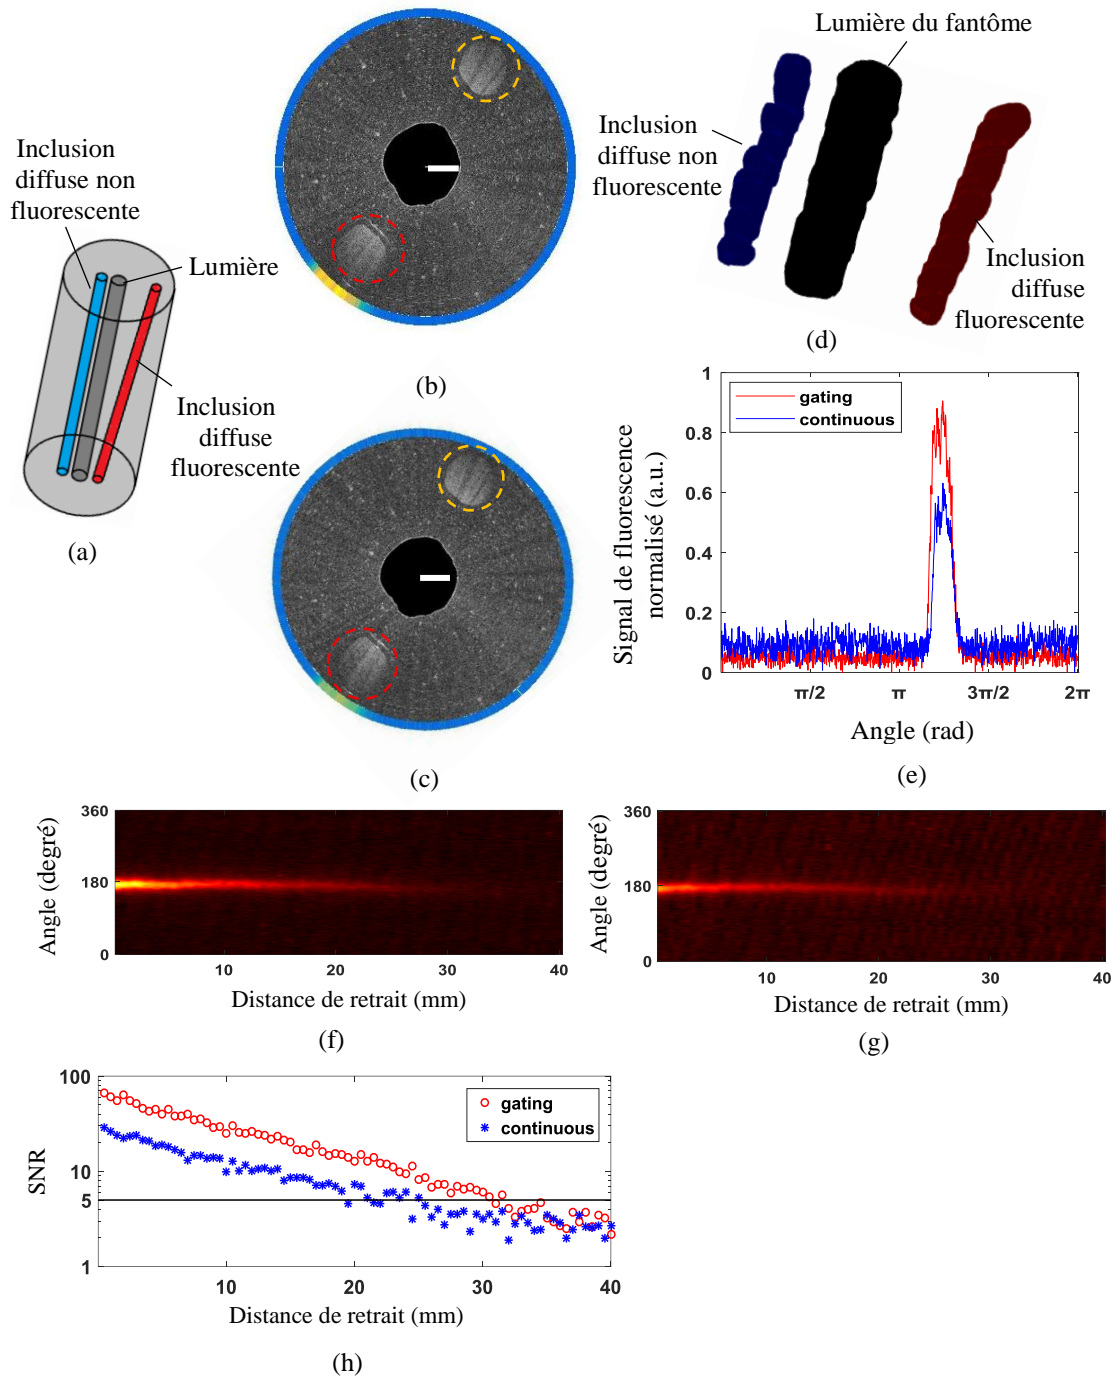 Lumière du fantôme
Inclusion
diffuse non
fluorescente
Inclusion
diffuse
fluorescente
(d)
Inclusion
diffuse non
fluorescente
Lumière
Inclusion
diffuse
fluorescente
(a)
(b)
(c)
1
0.8
0.6
0.4
0.2
0
gating
continuous
Signal de fluorescence
normalisé (a.u.)
π/2
π
3π/2
2π
Angle (rad)
(e)
360
180
0
Angle (degré)
10
20
30
40
Distance de retrait (mm)
(f)
360
180
0
Angle (degré)
10
20
30
40
Distance de retrait (mm)
(g)
100
10
5
1
SNR
gating
continuous
10
20
30
40
Distance de retrait (mm)
(h)